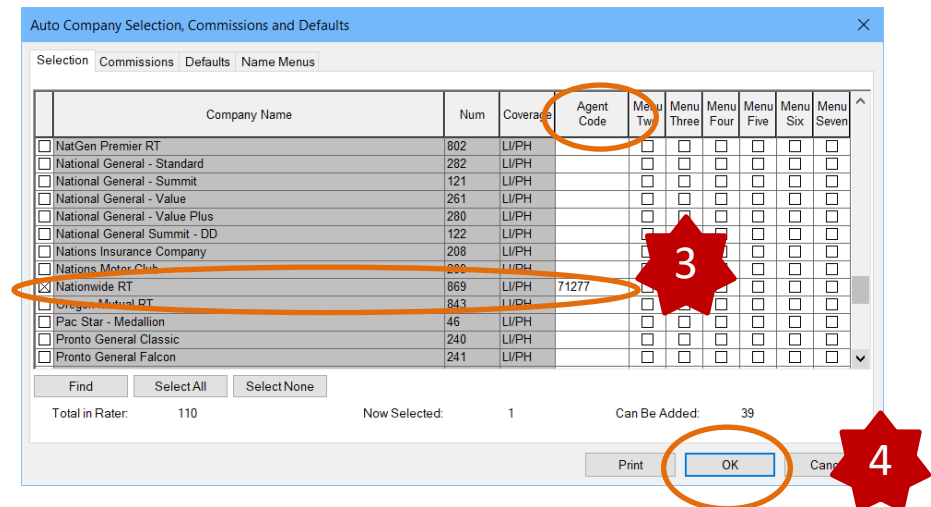 Auto Company Selection, Commissions and Defaults
Selection Commissions Defaults Name Menus
Company Name Num Coverage Agent Code Menu Two Menu Three Menu Four Menu Five Menu Six Menu Seven
NatGen Premier RT 802 LI/PH
National General - Standard 282 LI/PH
National General - Summit 121 LI/PH
National General - Value 261 LI/PH
National General - Value Plus 280 LI/PH
National General Summit - DD 122 LI/PH
Nations Insurance Company 208 LI/PH
Nations Motor Club LI/PH
3
Nationwide RT 869 LI/PH 71277
Oregon Mutual RT 843 LI/PH
Pac Star - Medallion 46 LI/PH
Pronto General Classic 240 LI/PH
Pronto General Falcon 241 LI/PH
Find Select All Select None
Total in Rater: 110 Now Selected: 1 Can Be Added: 39
Print OK Canc
4